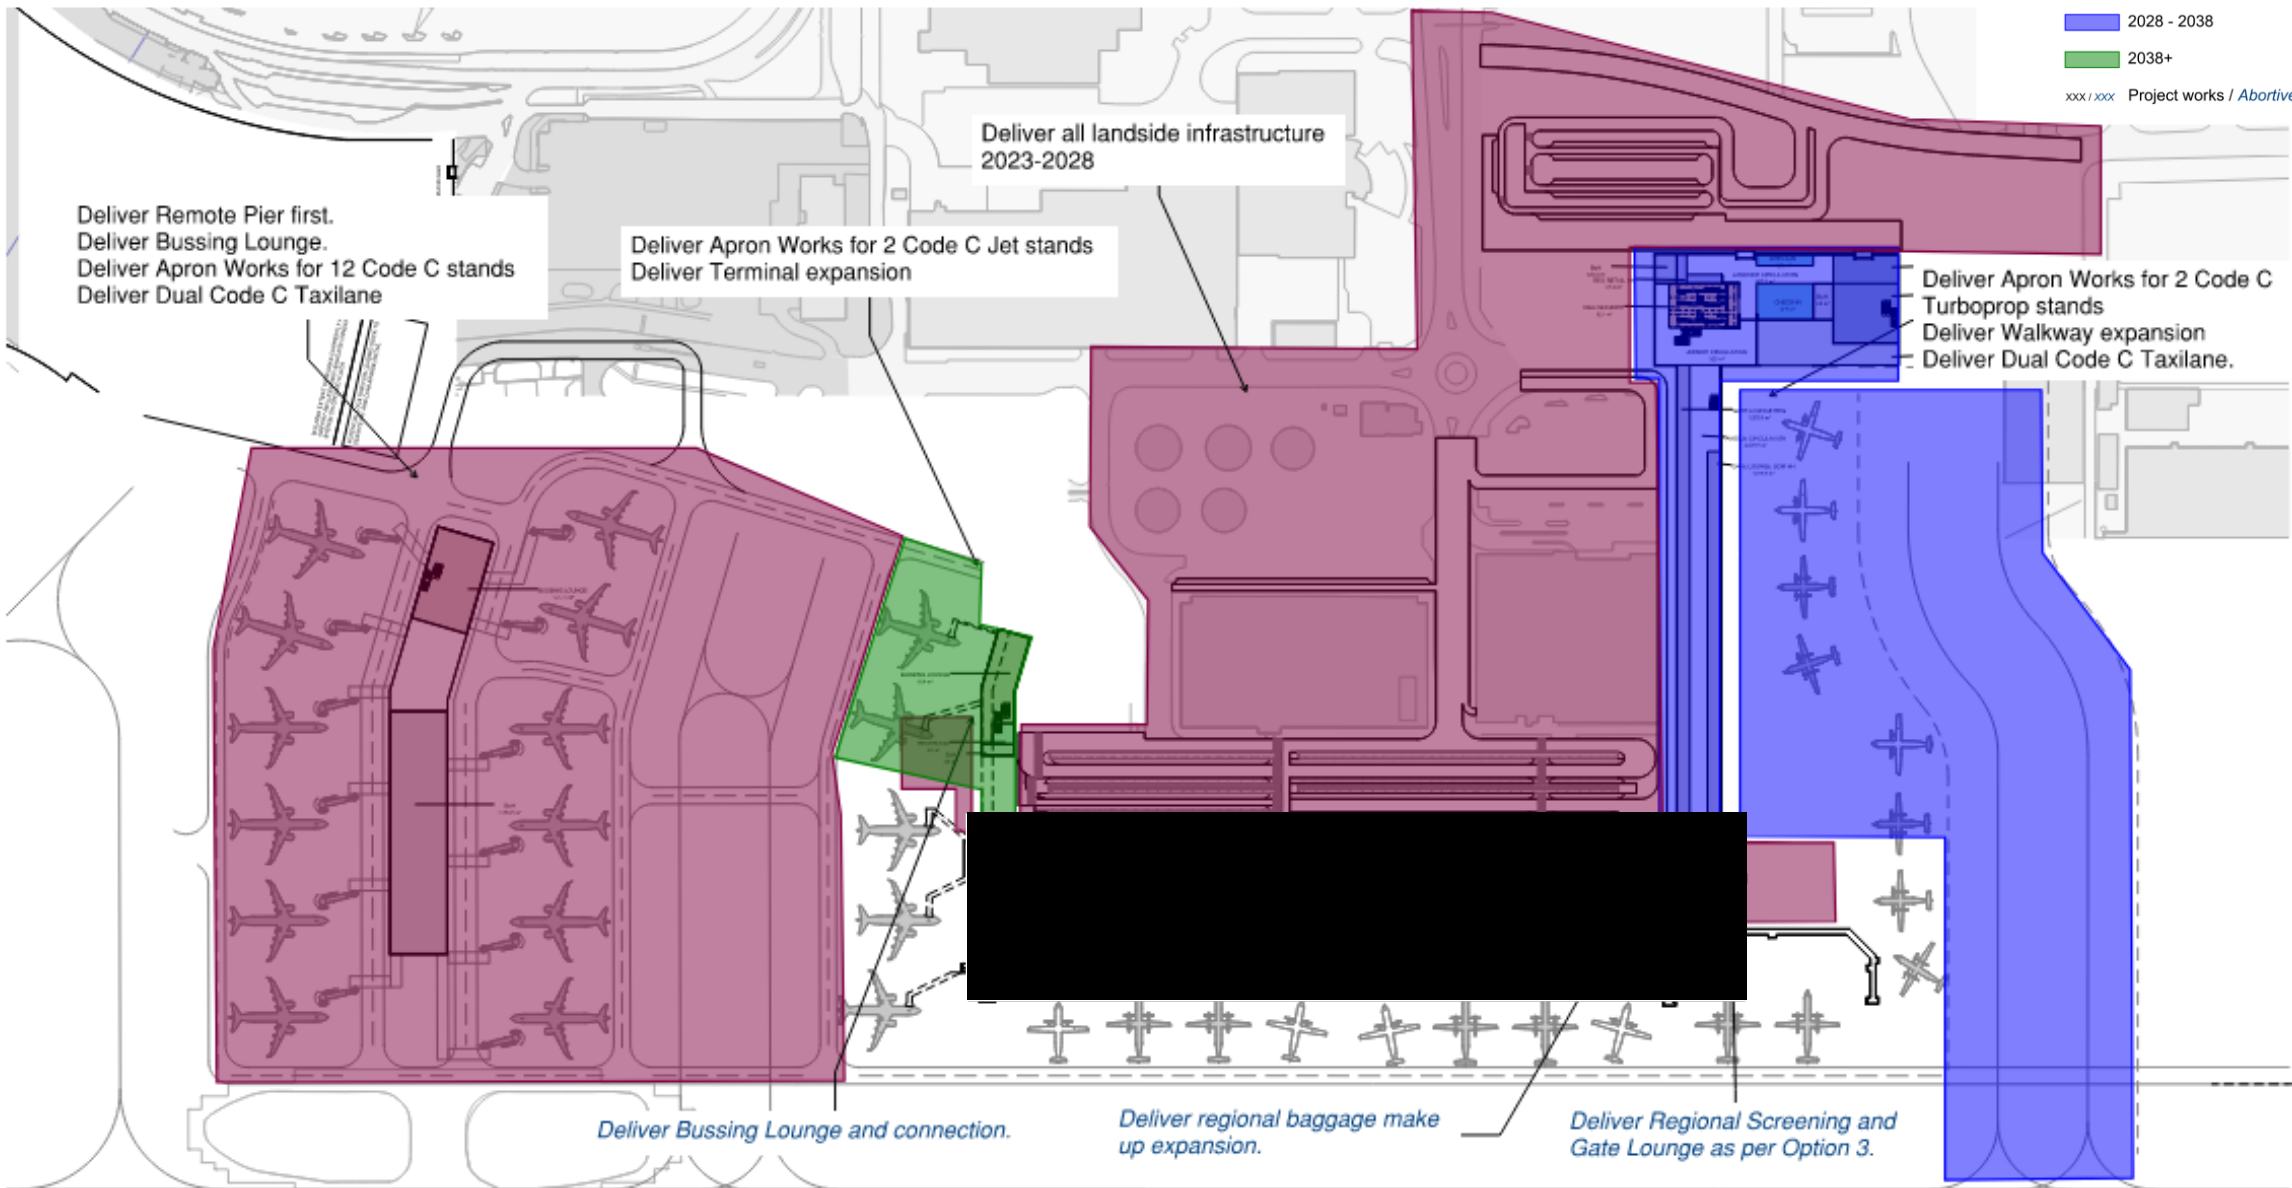 2028 - 2038
2038+
xxx / xxx Project works / Abortive
Deliver all landside infrastructure
2023-2028
Deliver Remote Pier first.
Deliver Bussing Lounge.
Deliver Apron Works for 12 Code C stands
Deliver Dual Code C Taxilane
Deliver Apron Works for 2 Code C Jet stands
Deliver Terminal expansion
Deliver Apron Works for 2 Code C
Turboprop stands
Deliver Walkway expansion
Deliver Dual Code C Taxilane.
BUSSING LOUNGE
Deliver Bussing Lounge and connection.
Deliver regional baggage make
up expansion.
Deliver Regional Screening and
Gate Lounge as per Option 3.